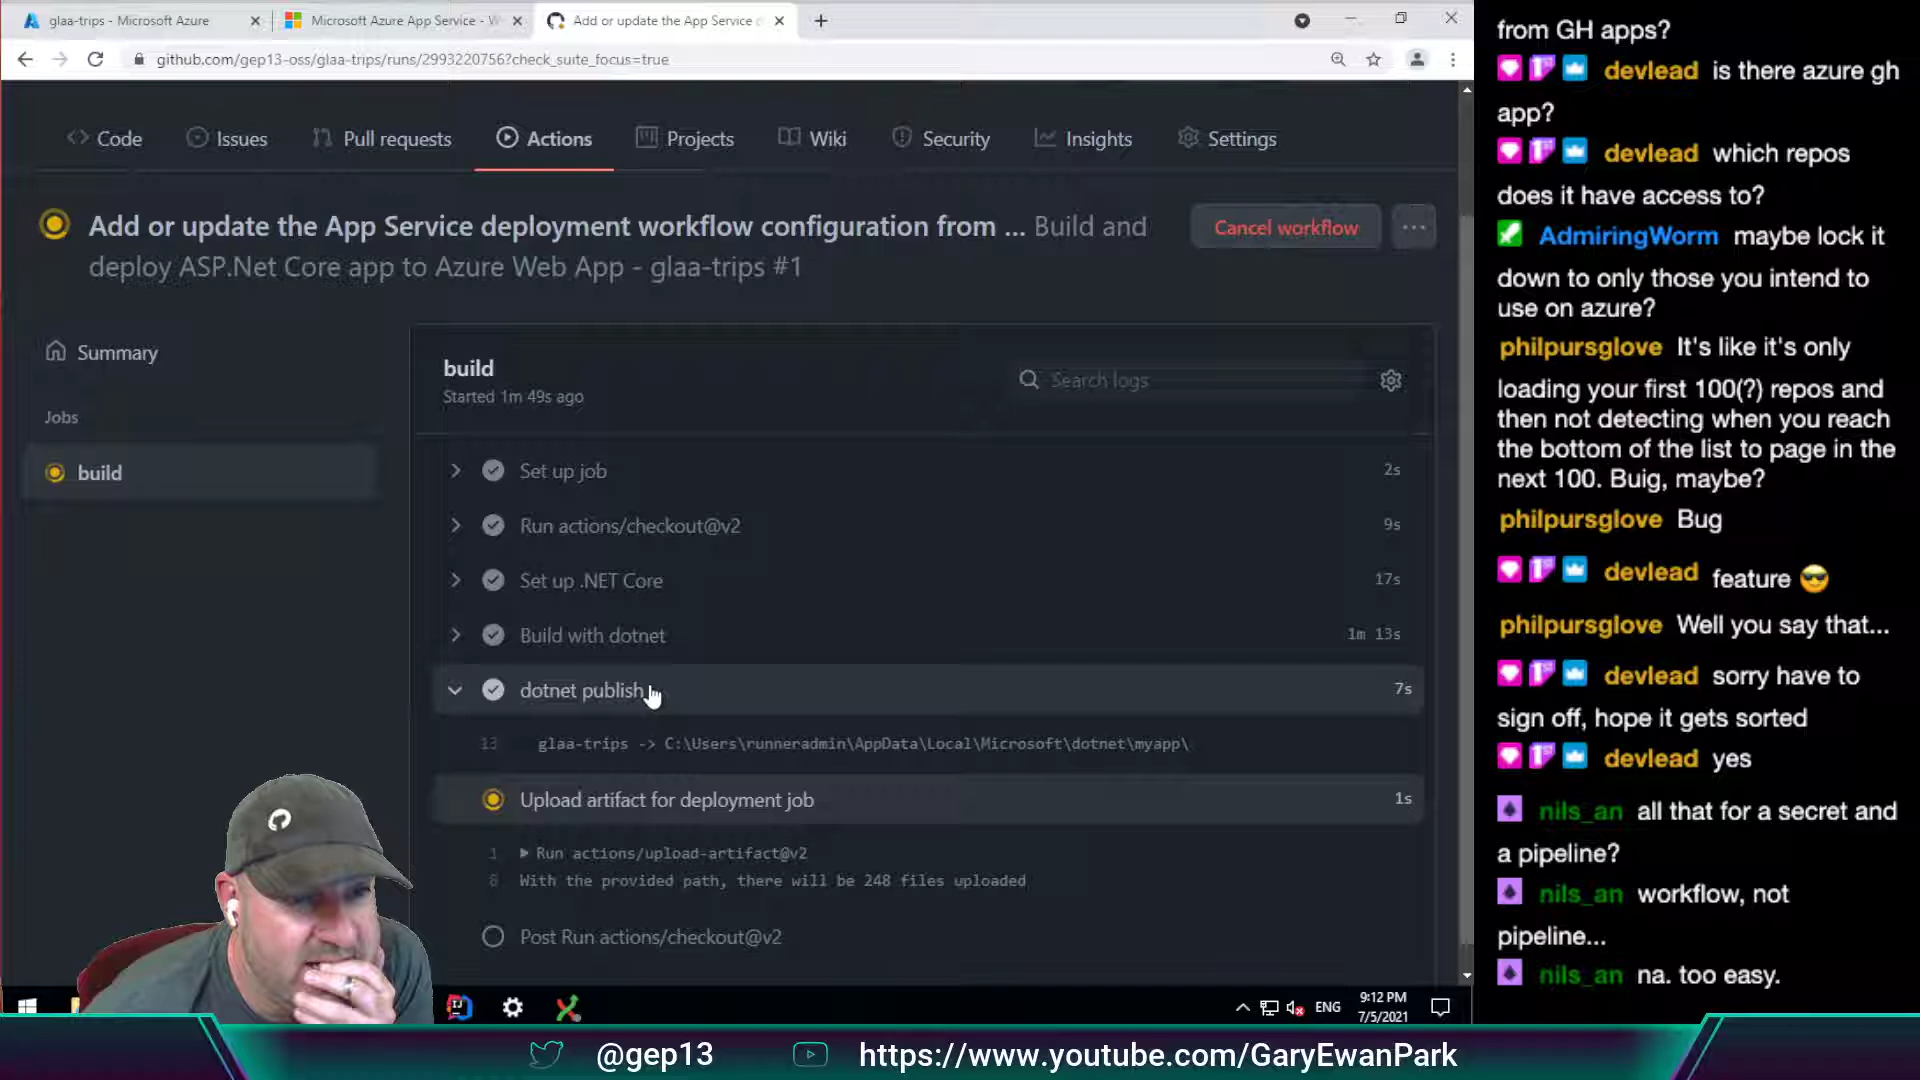 glaa-trips - Microsoft Azure
Microsoft Azure App Service - W
Add or update the App Service
github.com/gep13-oss/glaa-trips/runs/2993220756?check_suite_focus=true
Code
Issues
Pull requests
Actions
Projects
Wiki
Security
Insights
Settings
Add or update the App Service deployment workflow configuration from ... Build and
deploy ASP.Net Core app to Azure Web App - glaa-trips #1
Cancel workflow
Summary
Jobs
build
build
Started 1m 49s ago
Search logs
Set up job 2s
Run actions/checkout@v2 9s
Set up .NET Core 17s
Build with dotnet 1m 13s
dotnet publish 7s
13 glaa-trips -> C:\Users\runneradmin\AppData\Local\Microsoft\dotnet\myapp\
Upload artifact for deployment job 1s
1 Run actions/upload-artifact@v2
With the provided path, there will be 248 files uploaded
Post Run actions/checkout@v2
ENG
9:12 PM
7/5/2021
@gep13
https://www.youtube.com/GaryEwanPark
from GH apps?
devlead is there azure gh
app?
devlead which repos
does it have access to?
AdmiringWorm maybe lock it
down to only those you intend to
use on azure?
philpursglove It's like it's only
loading your first 100(?) repos and
then not detecting when you reach
the bottom of the list to page in the
next 100. Buig, maybe?
philpursglove Bug
devlead feature 😎
philpursglove Well you say that...
devlead sorry have to
sign off, hope it gets sorted
devlead yes
nils_an all that for a secret and
a pipeline?
nils_an workflow, not
pipeline...
nils_an na. too easy.